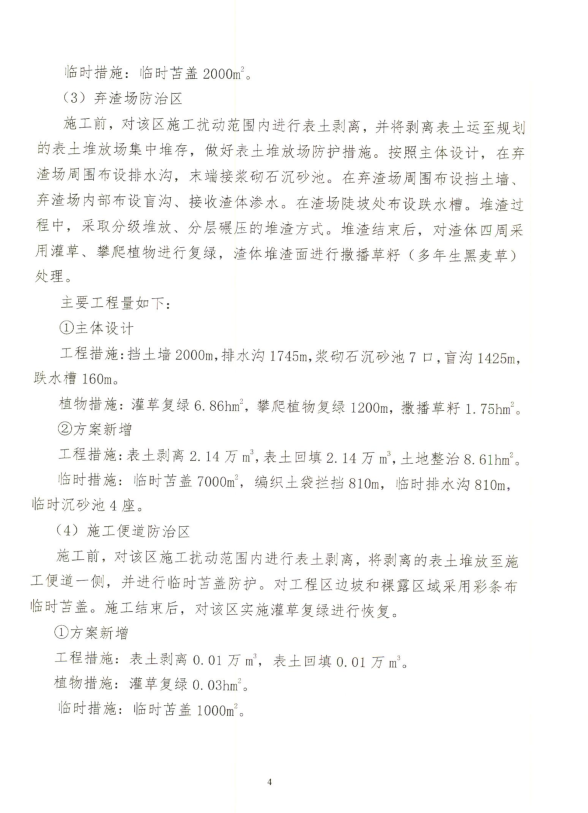 临时措施：临时苫盖 2000m²。
（3）弃渣场防治区
施工前，对该区施工扰动范围内进行表土剥离，并将剥离表土运至规划
的表土堆放场集中堆存，做好表土堆放场防护措施。按照主体设计，在弃
渣场周围布设排水沟，末端接浆砌石沉砂池。在弃渣场周围布设挡土墙、
弃渣场内部布设盲沟、接收渣体渗水。在渣场陡坡处布设跌水槽。堆渣过
程中，采取分级堆放、分层碾压的堆渣方式。堆渣结束后，对渣体四周采
用灌草、攀爬植物进行复绿，渣体堆渣面进行撒播草籽（多年生黑麦草）
处理。
主要工程量如下：
①主体设计
工程措施：挡土墙 2000m，排水沟 1745m，浆砌石沉砂池 7 口，盲沟 1425m，
跌水槽 160m。
植物措施：灌草复绿 6.86hm²，攀爬植物复绿 1200m，撒播草籽 1.75hm²。
②方案新增
工程措施：表土剥离 2.14 万 m³，表土回填 2.14 万 m³，土地整治 8.61hm²。
临时措施：临时苫盖 7000m²，编织土袋拦挡 810m，临时排水沟 810m，
临时沉砂池 4 座。
（4）施工便道防治区
施工前，对该区施工扰动范围内进行表土剥离，将剥离的表土堆放至施
工便道一侧，并进行临时苫盖防护。对工程区边坡和裸露区域采用彩条布
临时苫盖。施工结束后，对该区实施灌草复绿进行恢复。
①方案新增
工程措施：表土剥离 0.01 万 m³，表土回填 0.01 万 m³。
植物措施：灌草复绿 0.03hm²。
临时措施：临时苫盖 1000m²。
4